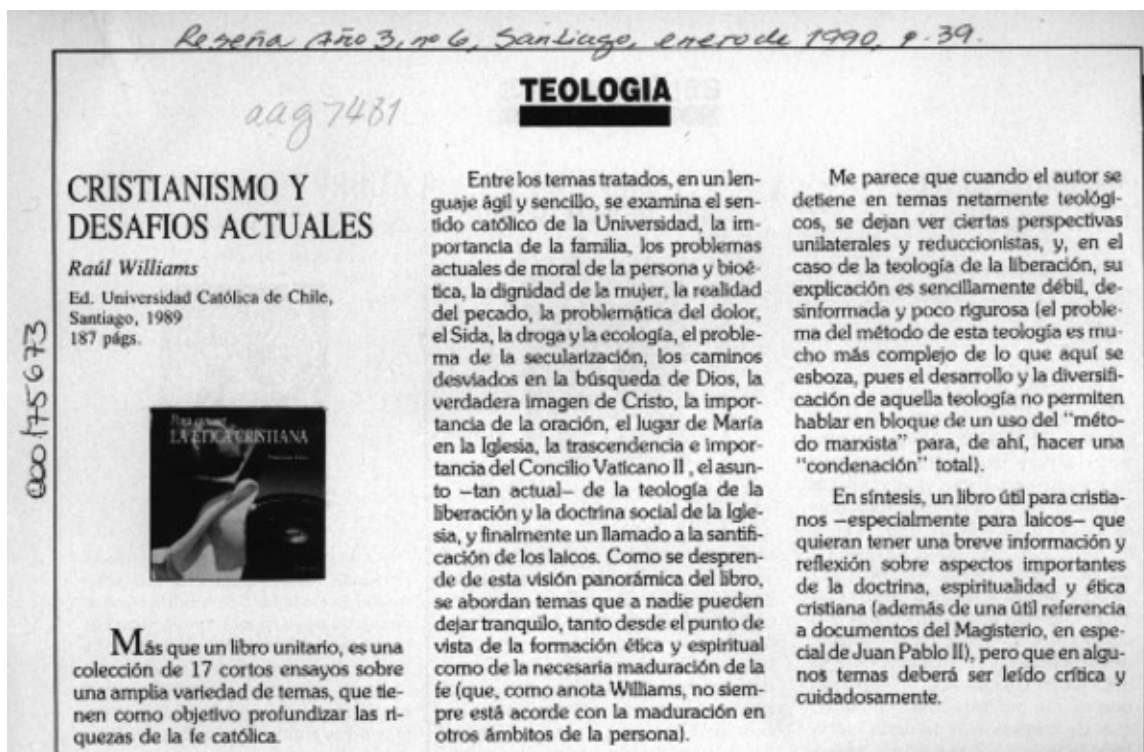 Reseña Año 3, nº 6, Santiago, enero de 1990, p. 39.
TEOLOGIA
aag7481
000175673
CRISTIANISMO Y
DESAFIOS ACTUALES
Raúl Williams
Ed. Universidad Católica de Chile,
Santiago, 1989
187 págs.
LA ETICA CRISTIANA
Más que un libro unitario, es una
colección de 17 cortos ensayos sobre
una amplia variedad de temas, que tie-
nen como objetivo profundizar las ri-
quezas de la fe católica.
Entre los temas tratados, en un len-
guaje ágil y sencillo, se examina el sen-
tido católico de la Universidad, la im-
portancia de la familia, los problemas
actuales de moral de la persona y bioé-
tica, la dignidad de la mujer, la realidad
del pecado, la problemática del dolor,
el Sida, la droga y la ecología, el proble-
ma de la secularización, los caminos
desviados en la búsqueda de Dios, la
verdadera imagen de Cristo, la impor-
tancia de la oración, el lugar de María
en la Iglesia, la trascendencia e impor-
tancia del Concilio Vaticano II , el asun-
to –tan actual– de la teología de la
liberación y la doctrina social de la Igle-
sia, y finalmente un llamado a la santifi-
cación de los laicos. Como se despren-
de de esta visión panorámica del libro,
se abordan temas que a nadie pueden
dejar tranquilo, tanto desde el punto de
vista de la formación ética y espiritual
como de la necesaria maduración de la
fe (que, como anota Williams, no siem-
pre está acorde con la maduración en
otros ámbitos de la persona).
Me parece que cuando el autor se
detiene en temas netamente teológi-
cos, se dejan ver ciertas perspectivas
unilaterales y reduccionistas, y, en el
caso de la teología de la liberación, su
explicación es sencillamente débil, de-
sinformada y poco rigurosa (el proble-
ma del método de esta teología es mu-
cho más complejo de lo que aquí se
esboza, pues el desarrollo y la diversifi-
cación de aquella teología no permiten
hablar en bloque de un uso del "méto-
do marxista" para, de ahí, hacer una
"condenación" total).
En síntesis, un libro útil para cristia-
nos –especialmente para laicos– que
quieran tener una breve información y
reflexión sobre aspectos importantes
de la doctrina, espiritualidad y ética
cristiana (además de una útil referencia
a documentos del Magisterio, en espe-
cial de Juan Pablo II), pero que en algu-
nos temas deberá ser leído crítica y
cuidadosamente.